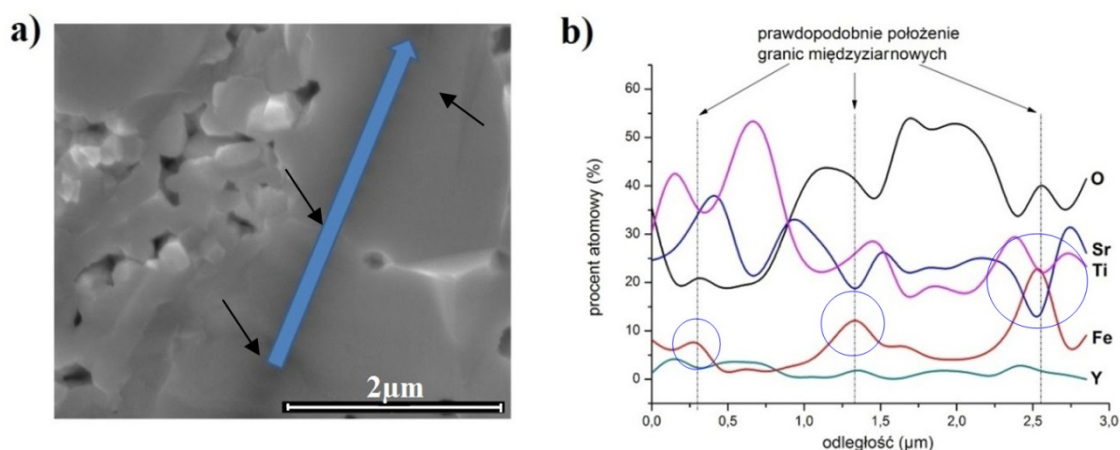 a)
2µm
b)
prawdopodobnie położenie
granic międzyziarnowych
procent atomowy (%)
60
50
40
30
20
10
0
O
Sr
Ti
Fe
Y
0,0
0,5
1,0
1,5
2,0
2,5
3,0
odległość (µm)